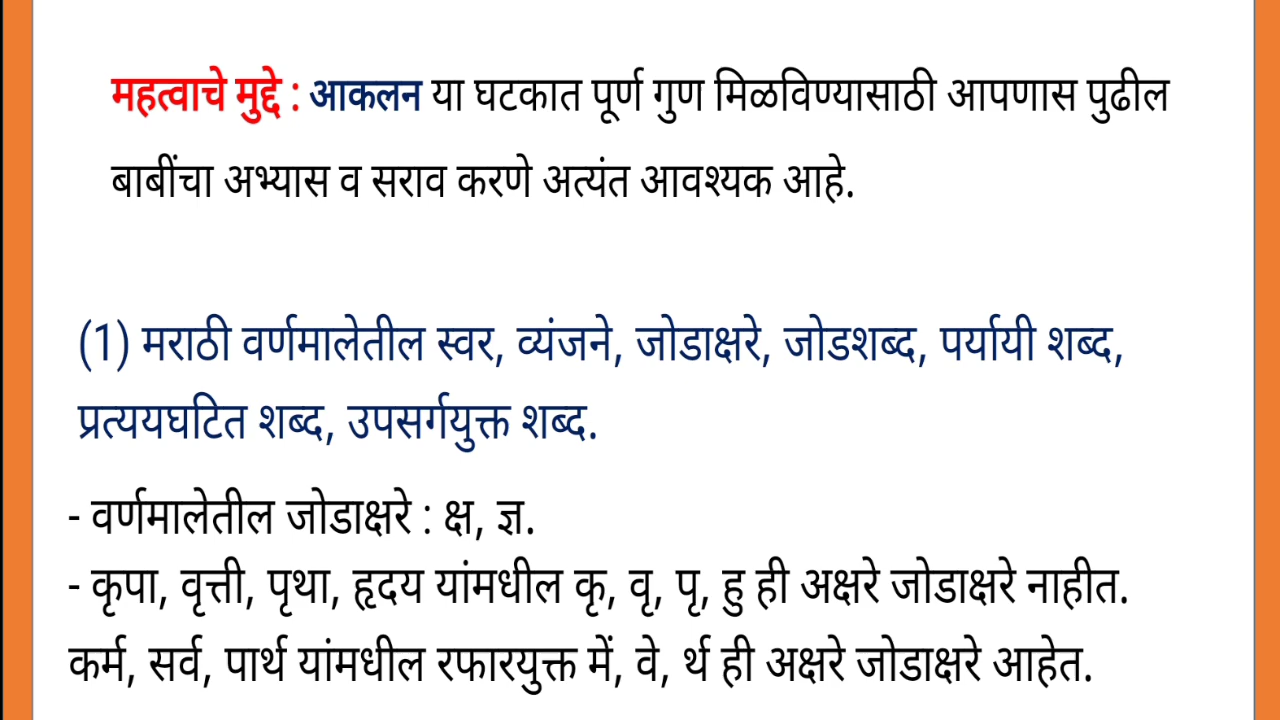 महत्वाचे मुद्दे : आकलन या घटकात पूर्ण गुण मिळविण्यासाठी आपणास पुढील
बाबींचा अभ्यास व सराव करणे अत्यंत आवश्यक आहे.
(1) मराठी वर्णमालेतील स्वर, व्यंजने, जोडाक्षरे, जोडशब्द, पर्यायी शब्द,
प्रत्ययघटित शब्द, उपसर्गयुक्त शब्द.
- वर्णमालेतील जोडाक्षरे : क्ष, ज्ञ.
- कृपा, वृत्ती, पृथा, हृदय यांमधील कृ, वृ, पृ, हु ही अक्षरे जोडाक्षरे नाहीत.
कर्म, सर्व, पार्थ यांमधील रफारयुक्त में, वे, र्थ ही अक्षरे जोडाक्षरे आहेत.